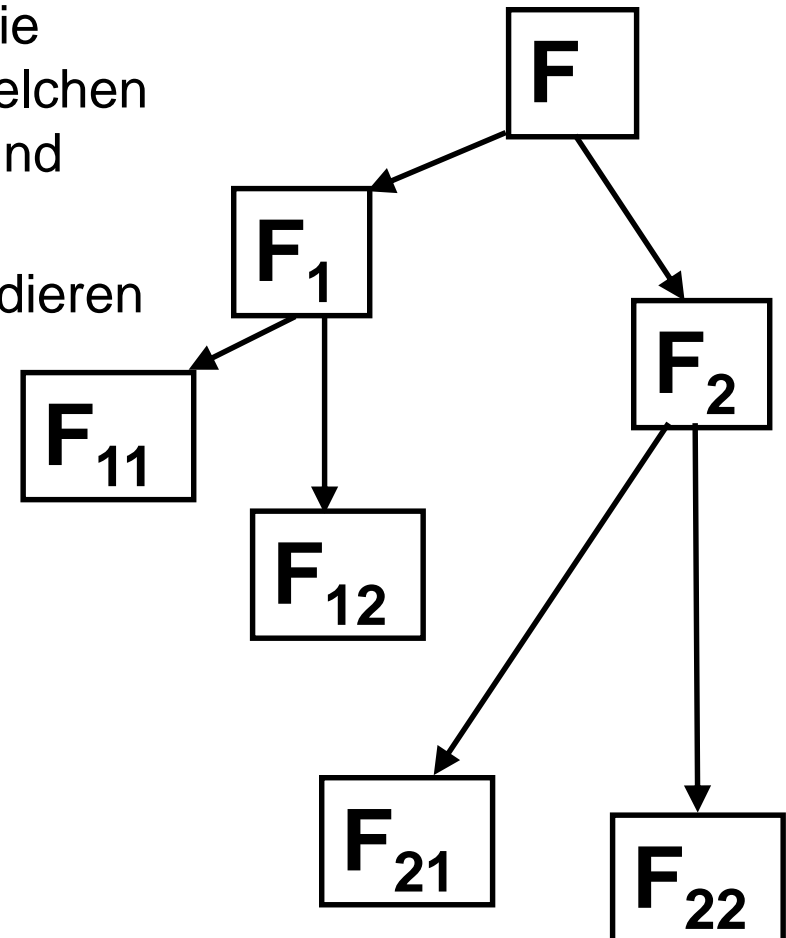 ie
elchen
nd
dieren
F
F₁
F₂
F₁₁
F₁₂
F₂₁
F₂₂